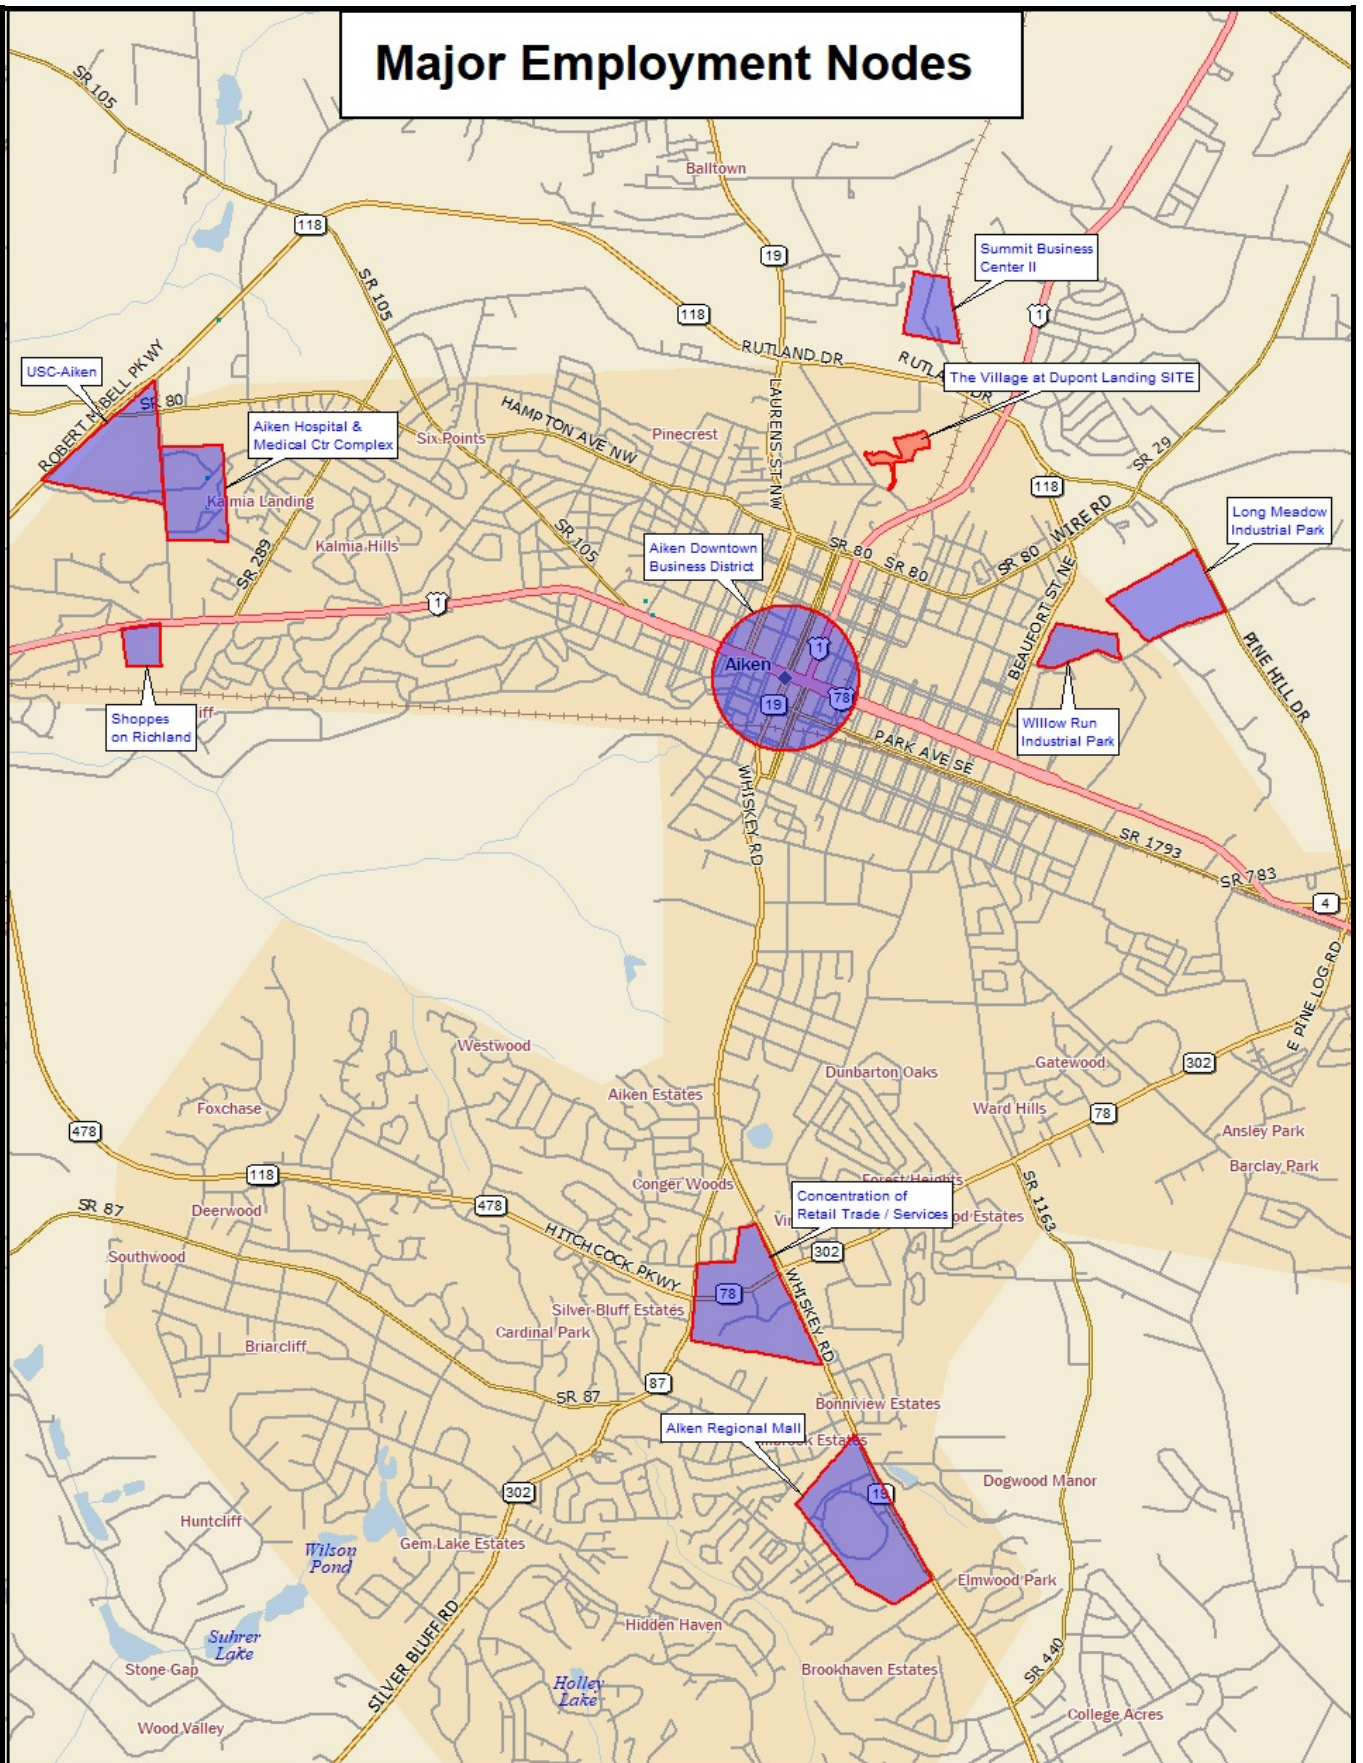 Major Employment Nodes
SR 105
Balltown
118
19
Summit Business
Center II
SR 105
118
1
RUTLAND DR
USC-Aiken
ROBERT M BELL PKWY
The Village at Dupont Landing SITE
DR
LAURENS ST NW
SR 80
HAMPTON AVE NW
Aiken Hospital &
Medical Ctr Complex
Six Points
Pinecrest
SR 29
118
Kalmia Landing
WIRE RD
Long Meadow
Industrial Park
Kalmia Hills
SR 105
Aiken Downtown
Business District
SR 80
SR 80
SR 80
SR 289
1
BEAUFORT ST NE
Aiken
1
PINE HILL DR
19
78
Shoppes
on Richland
WIllow Run
Industrial Park
PARK AVE SE
WHISKEY RD
SR 1793
SR 783
4
E PINE LOG RD
Westwood
Gatewood
302
Dunbarton Oaks
Aiken Estates
Foxchase
Ward Hills
78
478
Ansley Park
Barclay Park
118
Conger Woods
Forest Heights
Concentration of
Retail Trade / Services
SR 87
Deerwood
478
od Estates
SR 1163
HITCHCOCK PKWY
302
Southwood
78
WHISKEY RD
Silver Bluff Estates
Cardinal Park
Briarcliff
87
SR 87
Bonniview Estates
AIken Regional Mall
Estates
Dogwood Manor
302
19
Huntcliff
Gem Lake Estates
Wilson
Pond
Elmwood Park
Hidden Haven
Suhrer
Lake
SILVER BLUFF RD
Stone Gap
Brookhaven Estates
SR 440
Holley
Lake
College Acres
Wood Valley